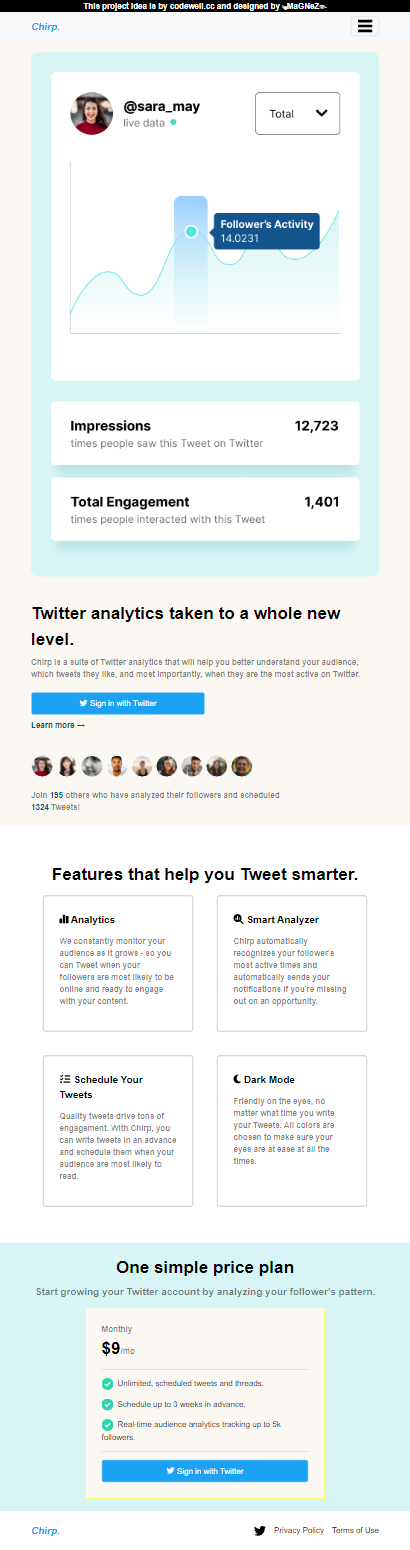 This project idea is by codewell.cc and designed by MaGNeZ
Chirp.
@sara_may
live data
Total
Follower's Activity
14.0231
Impressions
12,723
times people saw this Tweet on Twitter
Total Engagement
1,401
times people interacted with this Tweet
Twitter analytics taken to a whole new
level.
Chirp is a suite of Twitter analytics that will help you better understand your audience,
which tweets they like, and most importantly, when they are the most active on Twitter.
Sign in with Twitter
Learn more →
Join 195 others who have analyzed their followers and scheduled
1324 Tweets!
Features that help you Tweet smarter.
Analytics
We constantly monitor your
audience as it grows - so you
can Tweet when your
followers are most likely to be
online and ready to engage
with your content.
Smart Analyzer
Chirp automatically
recognizes your follower's
most active times and
automatically sends your
notifications if you're missing
out on an opportunity.
Schedule Your
Tweets
Quality tweets drive tons of
engagement. With Chirp, you
can write tweets in an advance
and schedule them when your
audience are most likely to
read.
Dark Mode
Friendly on the eyes, no
matter what time you write
your Tweets. All colors are
chosen to make sure your
eyes are at ease at all the
times.
One simple price plan
Start growing your Twitter account by analyzing your follower's pattern.
Monthly
$9/mo
Unlimited, scheduled tweets and threads.
Schedule up to 3 weeks in advance.
Real-time audience analytics tracking up to 5k
followers.
Sign in with Twitter
Chirp.
Privacy Policy
Terms of Use